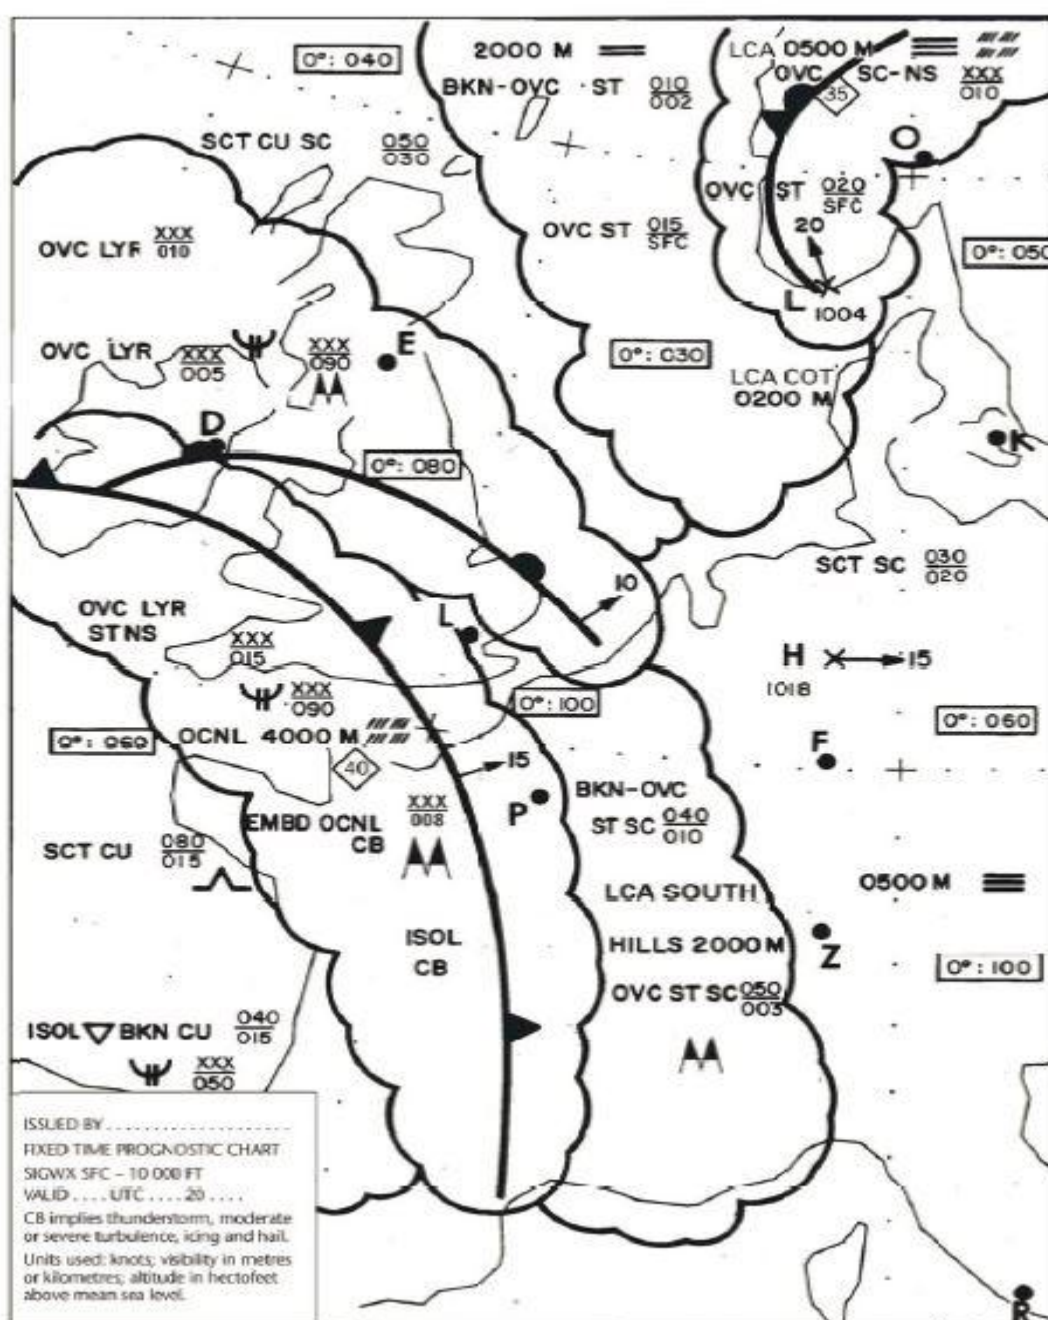 0°: 040
2000 M
BKN-OVC ST 010
002
LCA 0500 M
OVC SC-NS XXX
010
35
SCT CU SC 050
030
O
OVC ST 020
SFC
OVC LYR XXX
010
OVC ST 015
SFC
20
0°: 050
L 1004
OVC LYR XXX
005
XXX
090
E
0°: 030
LCA COT
0200 M
D
K
0°: 080
SCT SC 030
020
10
OVC LYR
ST NS
XXX
015
L
H 15
1018
XXX
090
0°: 100
0°: 060
0°: 060
OCNL 4000 M
40
15
F
P
BKN-OVC
ST SC 040
010
EMBD OCNL
CB
XXX
008
SCT CU 080
015
LCA SOUTH
HILLS 2000 M
0500 M
Z
ISOL
CB
OVC ST SC 050
003
0°: 100
ISOL BKN CU 040
015
XXX
050
ISSUED BY ....................
FIXED TIME PROGNOSTIC CHART
SIGWX SFC – 10 000 FT
VALID .... UTC .... 20 ....
CB implies thunderstorm, moderate
or severe turbulence, icing and hail.
Units used: knots; visibility in metres
or kilometres; altitude in hectofeet
above mean sea level.
R